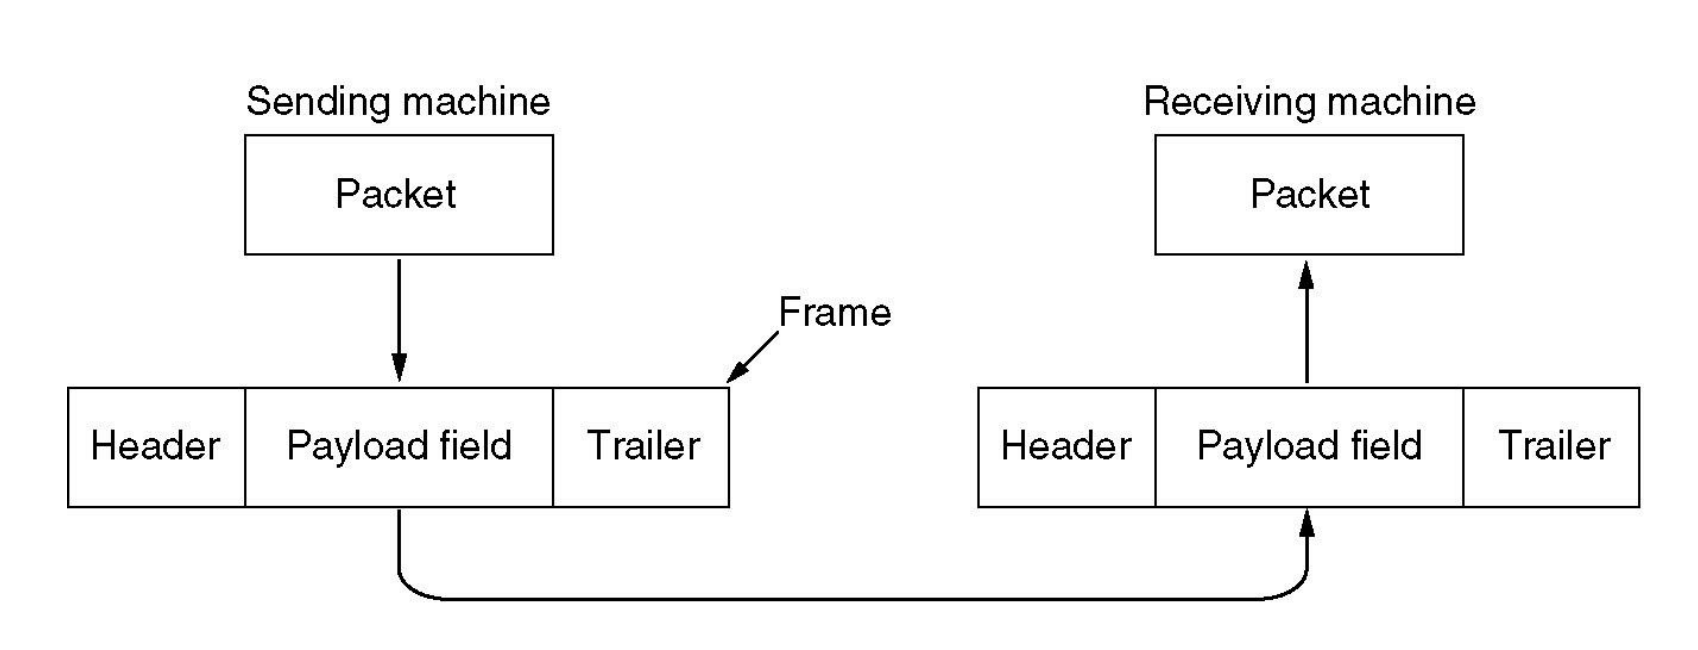 Sending machine
Receiving machine
Packet
Packet
Frame
Header
Payload field
Trailer
Header
Payload field
Trailer